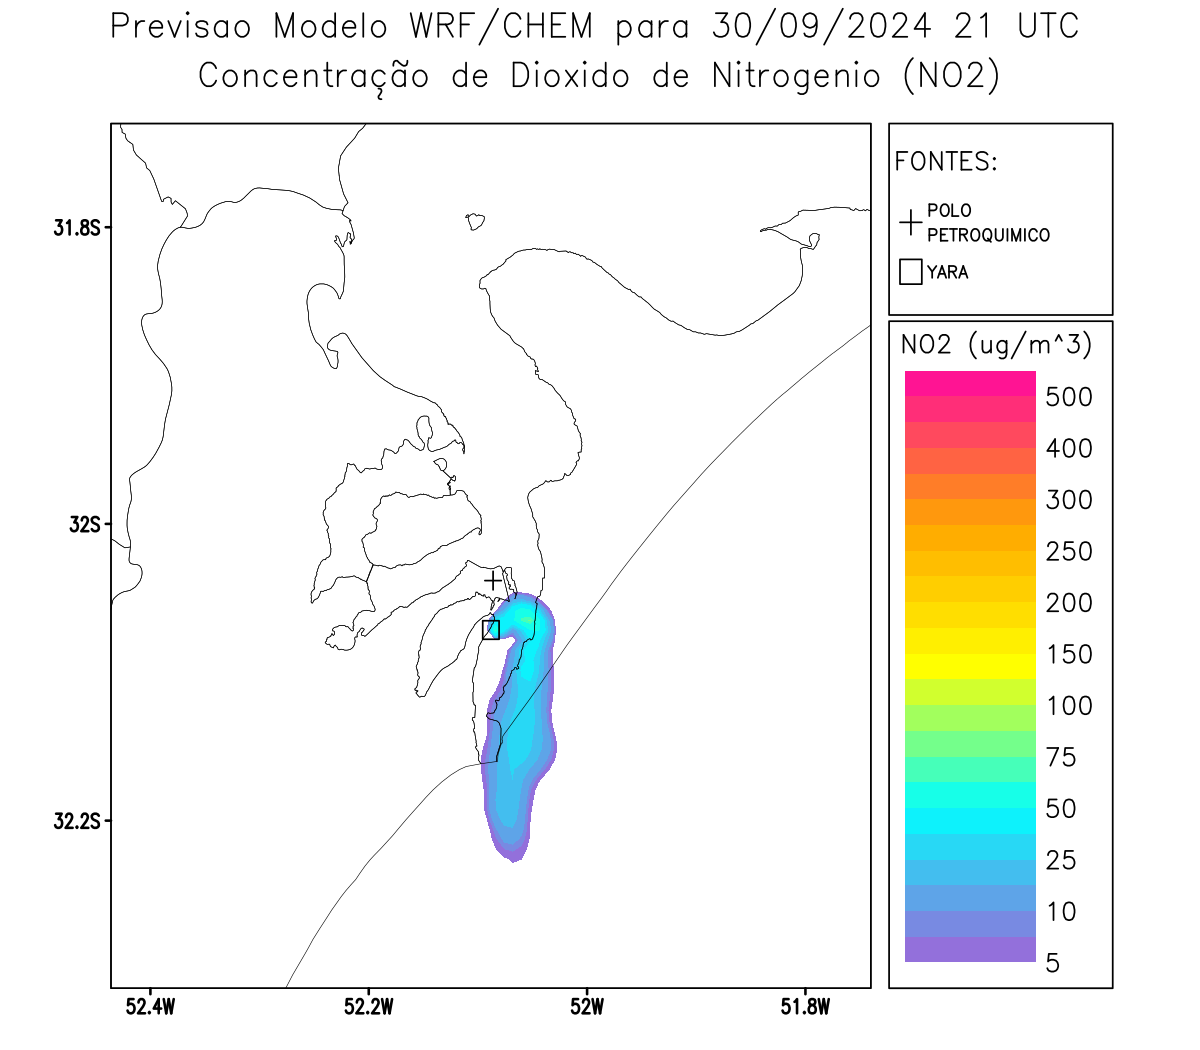 Previsao Modelo WRF/CHEM para 30/09/2024 21 UTC
Concentração de Dioxido de Nitrogenio (NO2)
FONTES:
POLO
PETROQUIMICO
YARA
NO2 (ug/m^3)
500
400
300
250
200
150
100
75
50
25
10
5
31.8S
32S
32.2S
52.4W
52.2W
52W
51.8W